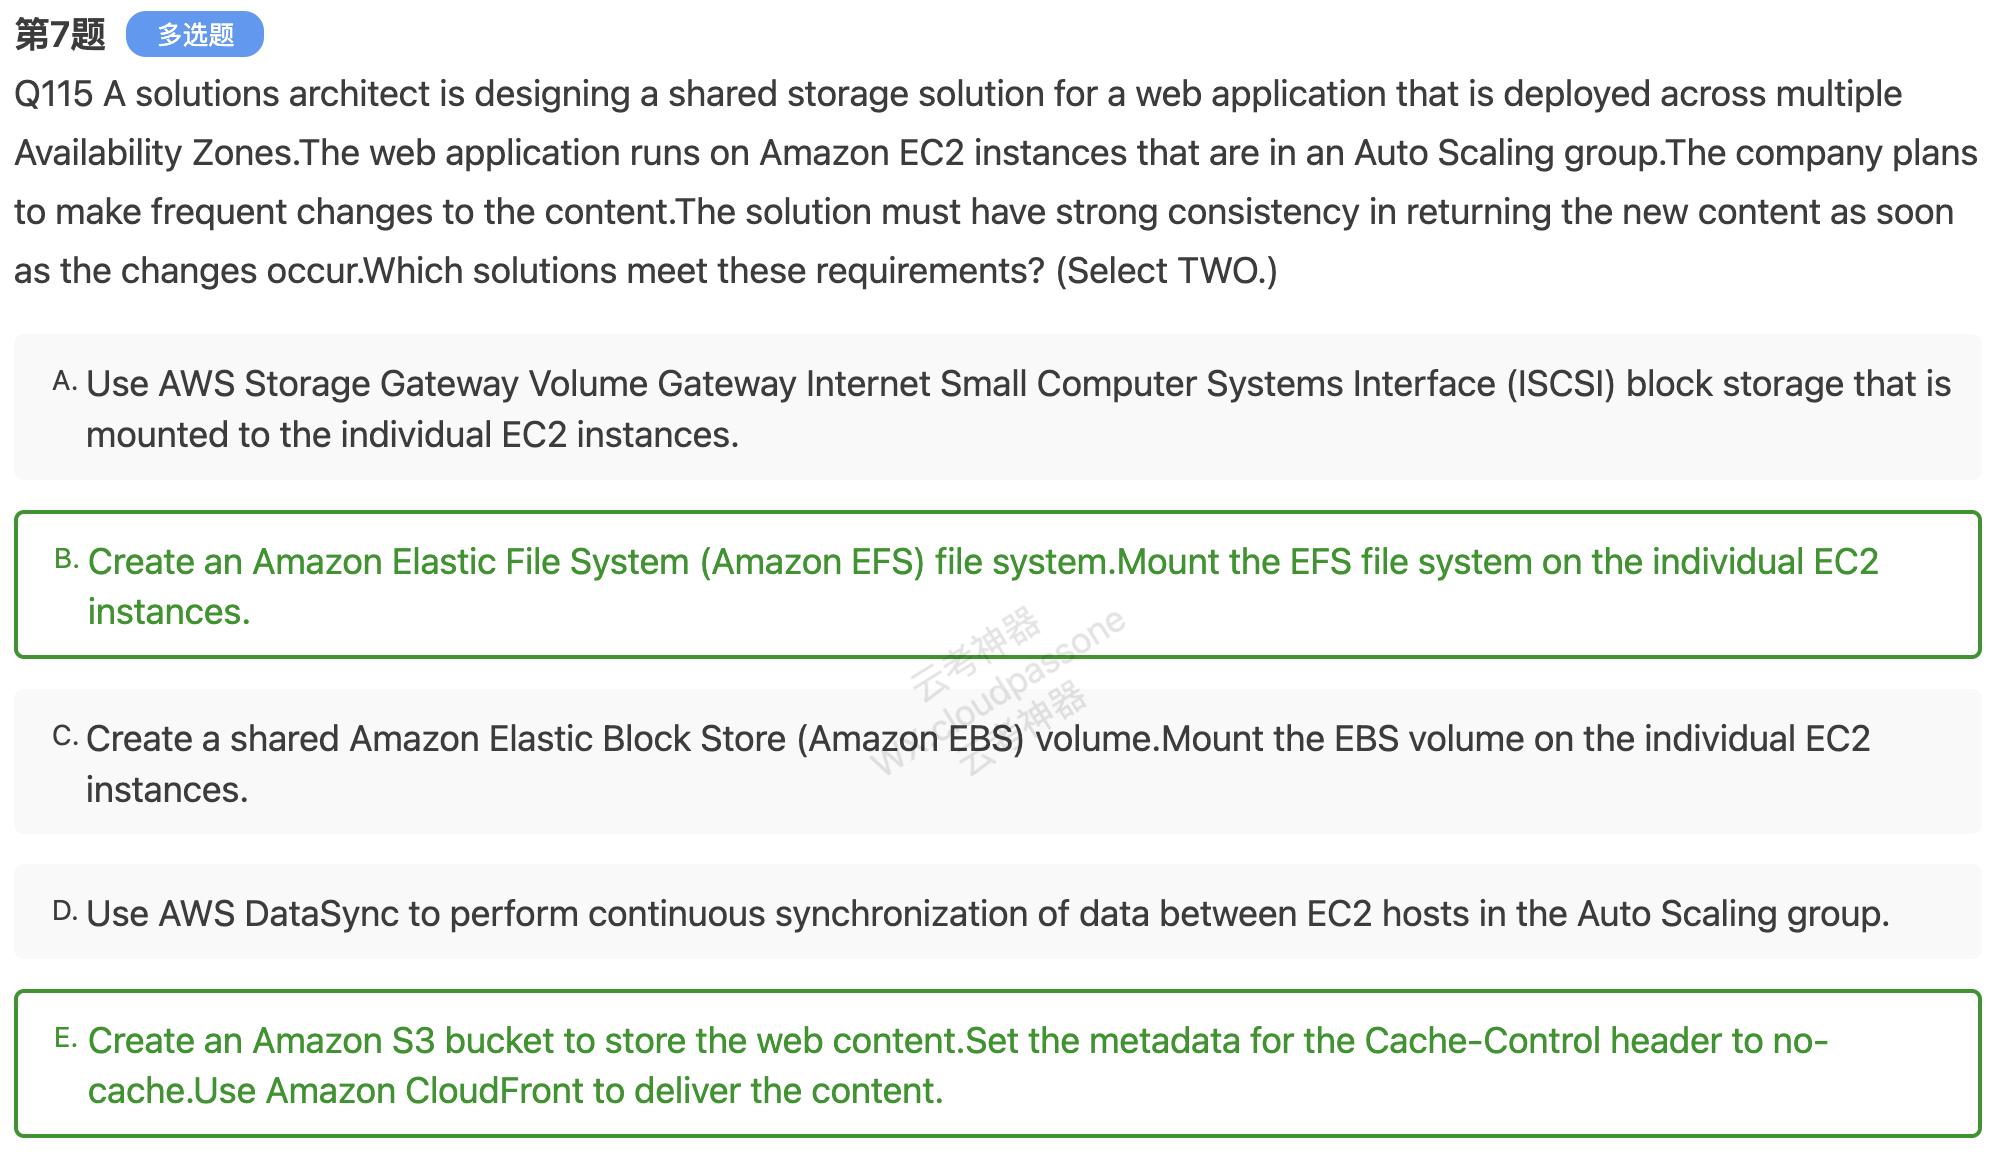 第7题 多选题
Q115 A solutions architect is designing a shared storage solution for a web application that is deployed across multiple
Availability Zones.The web application runs on Amazon EC2 instances that are in an Auto Scaling group.The company plans
to make frequent changes to the content.The solution must have strong consistency in returning the new content as soon
as the changes occur.Which solutions meet these requirements? (Select TWO.)
A. Use AWS Storage Gateway Volume Gateway Internet Small Computer Systems Interface (ISCSI) block storage that is
mounted to the individual EC2 instances.
B. Create an Amazon Elastic File System (Amazon EFS) file system.Mount the EFS file system on the individual EC2
instances.
云考神器
WX:cloudpassone
云考神器
C. Create a shared Amazon Elastic Block Store (Amazon EBS) volume.Mount the EBS volume on the individual EC2
instances.
D. Use AWS DataSync to perform continuous synchronization of data between EC2 hosts in the Auto Scaling group.
E. Create an Amazon S3 bucket to store the web content.Set the metadata for the Cache-Control header to no-
cache.Use Amazon CloudFront to deliver the content.